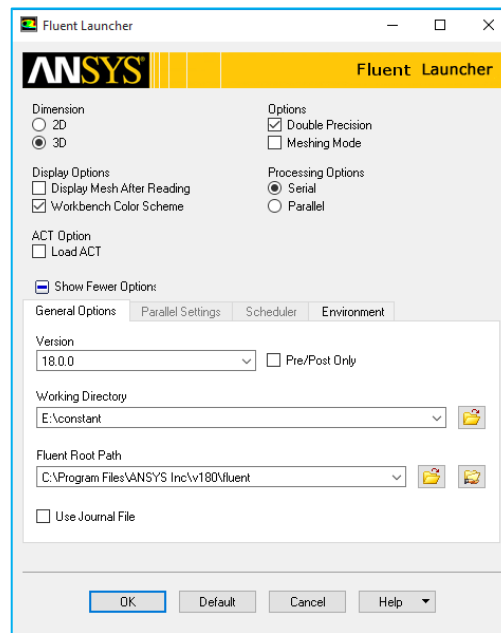 Fluent Launcher
ANSYS®
Fluent Launcher
Dimension
2D
3D
Options
Double Precision
Meshing Mode
Display Options
Display Mesh After Reading
Workbench Color Scheme
Processing Options
Serial
Parallel
ACT Option
Load ACT
Show Fewer Options
General Options Parallel Settings Scheduler Environment
Version
18.0.0 Pre/Post Only
Working Directory
E:\constant
Fluent Root Path
C:\Program Files\ANSYS Inc\v180\fluent
Use Journal File
OK Default Cancel Help